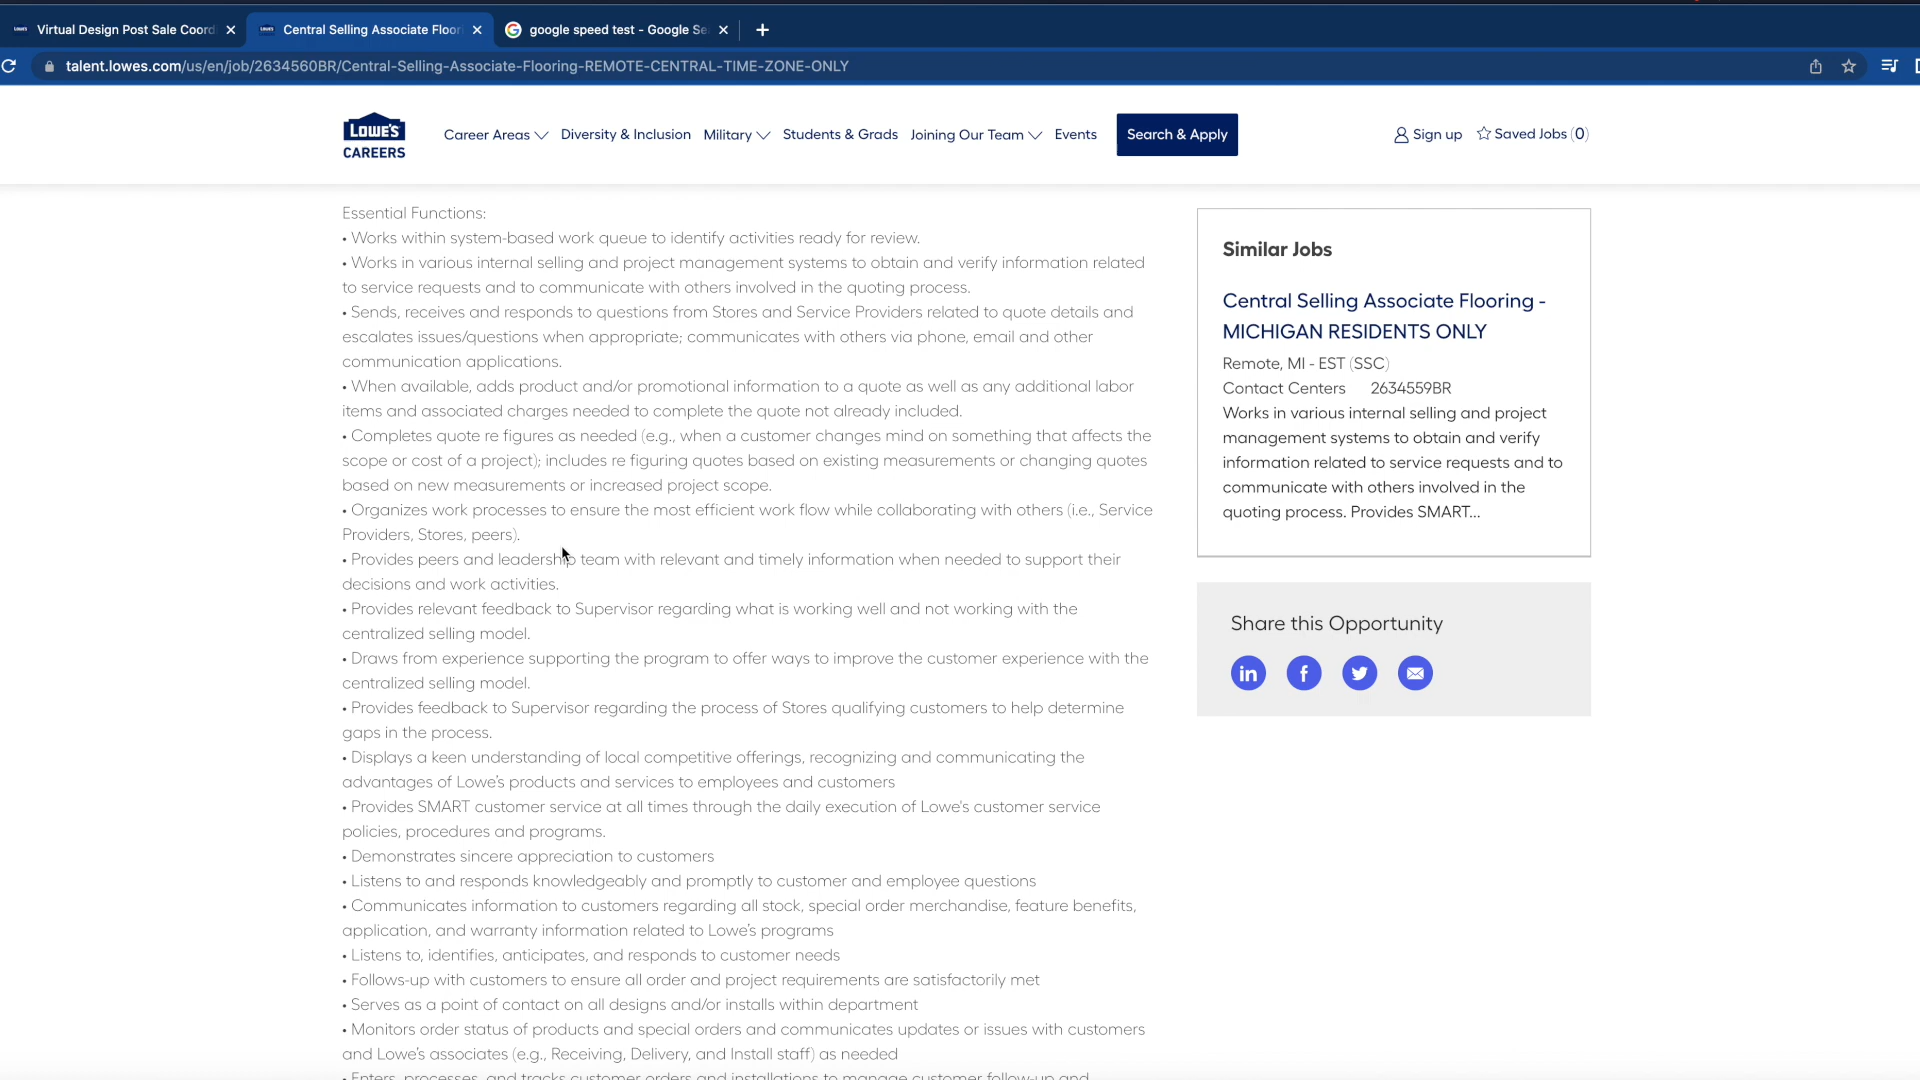 Virtual Design Post Sale Coord
Central Selling Associate Floor
google speed test - Google Se
talent.lowes.com/us/en/job/2634560BR/Central-Selling-Associate-Flooring-REMOTE-CENTRAL-TIME-ZONE-ONLY
LOWE'S
CAREERS
Career Areas
Diversity & Inclusion
Military
Students & Grads
Joining Our Team
Events
Search & Apply
Sign up
Saved Jobs (0)
Essential Functions:
• Works within system-based work queue to identify activities ready for review.
• Works in various internal selling and project management systems to obtain and verify information related
to service requests and to communicate with others involved in the quoting process.
• Sends, receives and responds to questions from Stores and Service Providers related to quote details and
escalates issues/questions when appropriate; communicates with others via phone, email and other
communication applications.
• When available, adds product and/or promotional information to a quote as well as any additional labor
items and associated charges needed to complete the quote not already included.
• Completes quote re figures as needed (e.g., when a customer changes mind on something that affects the
scope or cost of a project); includes re figuring quotes based on existing measurements or changing quotes
based on new measurements or increased project scope.
• Organizes work processes to ensure the most efficient work flow while collaborating with others (i.e., Service
Providers, Stores, peers).
• Provides peers and leadership team with relevant and timely information when needed to support their
decisions and work activities.
• Provides relevant feedback to Supervisor regarding what is working well and not working with the
centralized selling model.
• Draws from experience supporting the program to offer ways to improve the customer experience with the
centralized selling model.
• Provides feedback to Supervisor regarding the process of Stores qualifying customers to help determine
gaps in the process.
• Displays a keen understanding of local competitive offerings, recognizing and communicating the
advantages of Lowe's products and services to employees and customers
• Provides SMART customer service at all times through the daily execution of Lowe's customer service
policies, procedures and programs.
• Demonstrates sincere appreciation to customers
• Listens to and responds knowledgeably and promptly to customer and employee questions
• Communicates information to customers regarding all stock, special order merchandise, feature benefits,
application, and warranty information related to Lowe's programs
• Listens to, identifies, anticipates, and responds to customer needs
• Follows-up with customers to ensure all order and project requirements are satisfactorily met
• Serves as a point of contact on all designs and/or installs within department
• Monitors order status of products and special orders and communicates updates or issues with customers
and Lowe's associates (e.g., Receiving, Delivery, and Install staff) as needed
• Enters, processes, and tracks customer orders and installations to manage customer follow-up and
Similar Jobs
Central Selling Associate Flooring -
MICHIGAN RESIDENTS ONLY
Remote, MI - EST (SSC)
Contact Centers 2634559BR
Works in various internal selling and project
management systems to obtain and verify
information related to service requests and to
communicate with others involved in the
quoting process. Provides SMART...
Share this Opportunity